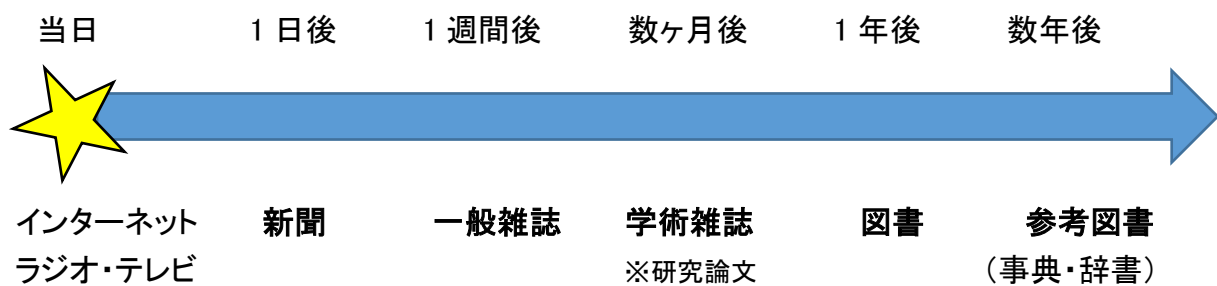 当日 1日後 1週間後 数ヶ月後 1年後 数年後
インターネット 新聞 一般雑誌 学術雑誌 図書 参考図書
ラジオ・テレビ ※研究論文 (事典・辞書)